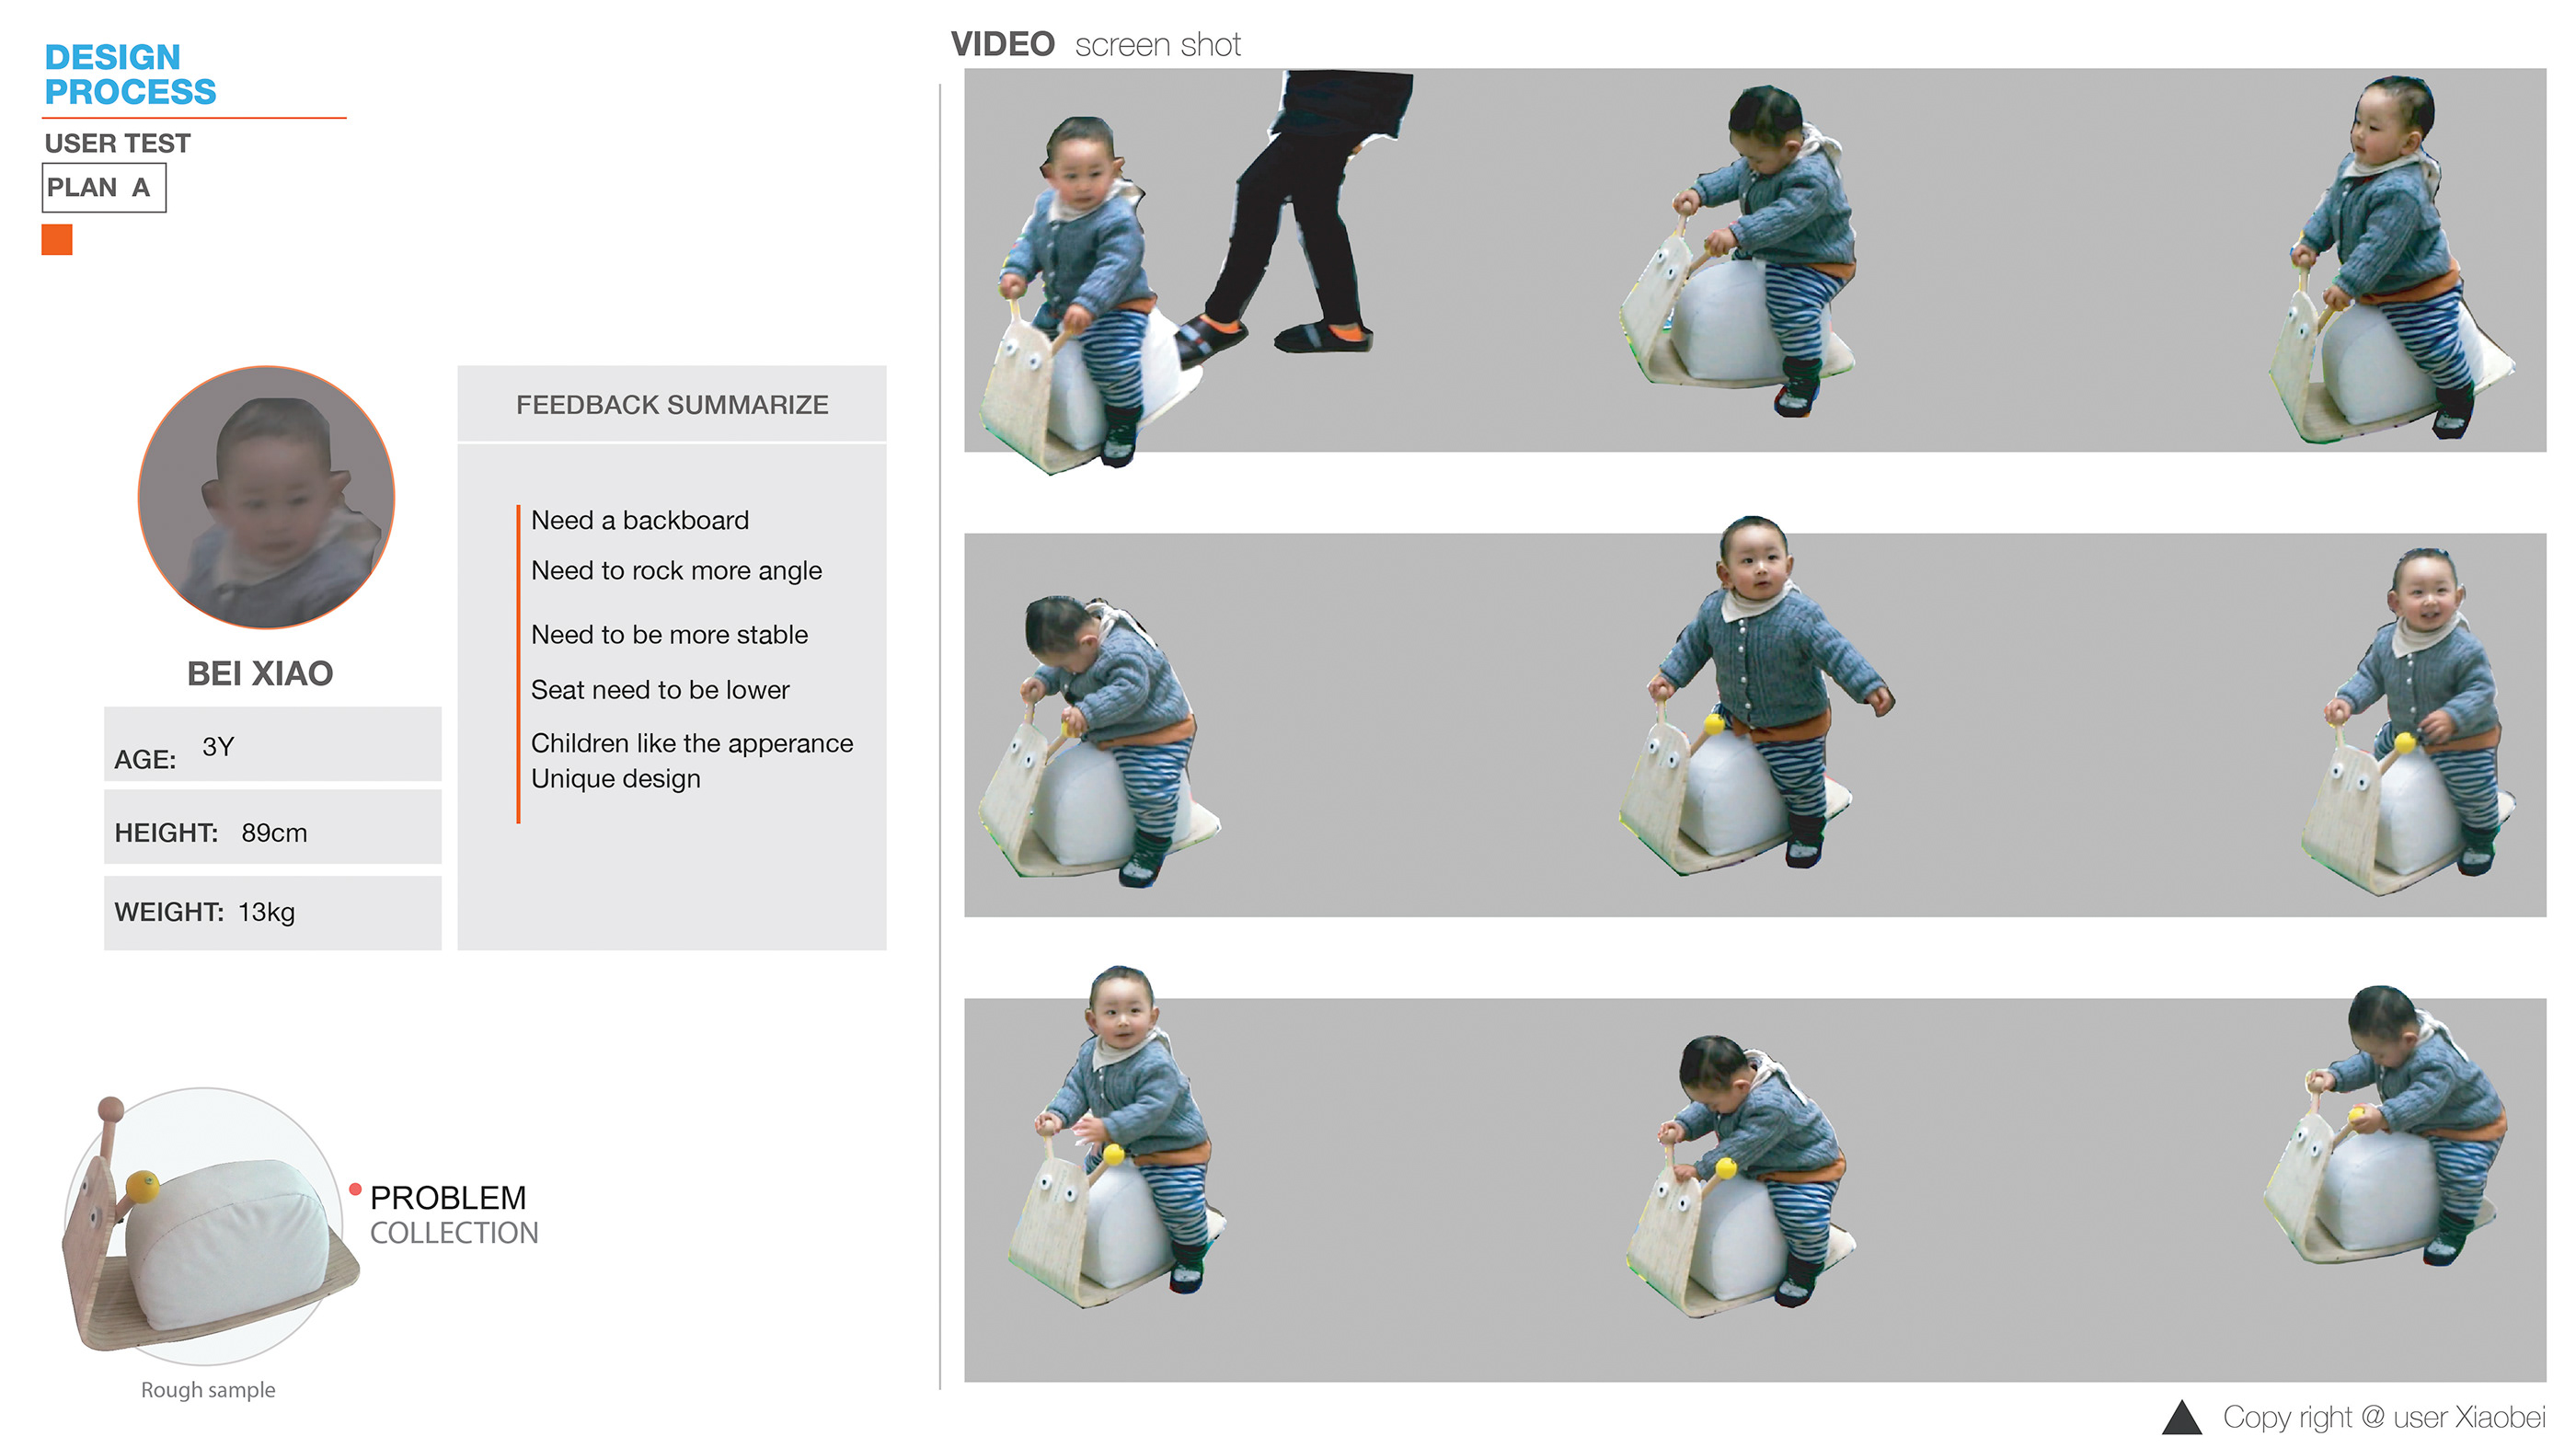 DESIGN
PROCESS
USER TEST
PLAN A
BEI XIAO
AGE: 3Y
HEIGHT: 89cm
WEIGHT: 13kg
FEEDBACK SUMMARIZE
Need a backboard
Need to rock more angle
Need to be more stable
Seat need to be lower
Children like the apperance
Unique design
PROBLEM
COLLECTION
Rough sample
VIDEO screen shot
Copy right @ user Xiaobei